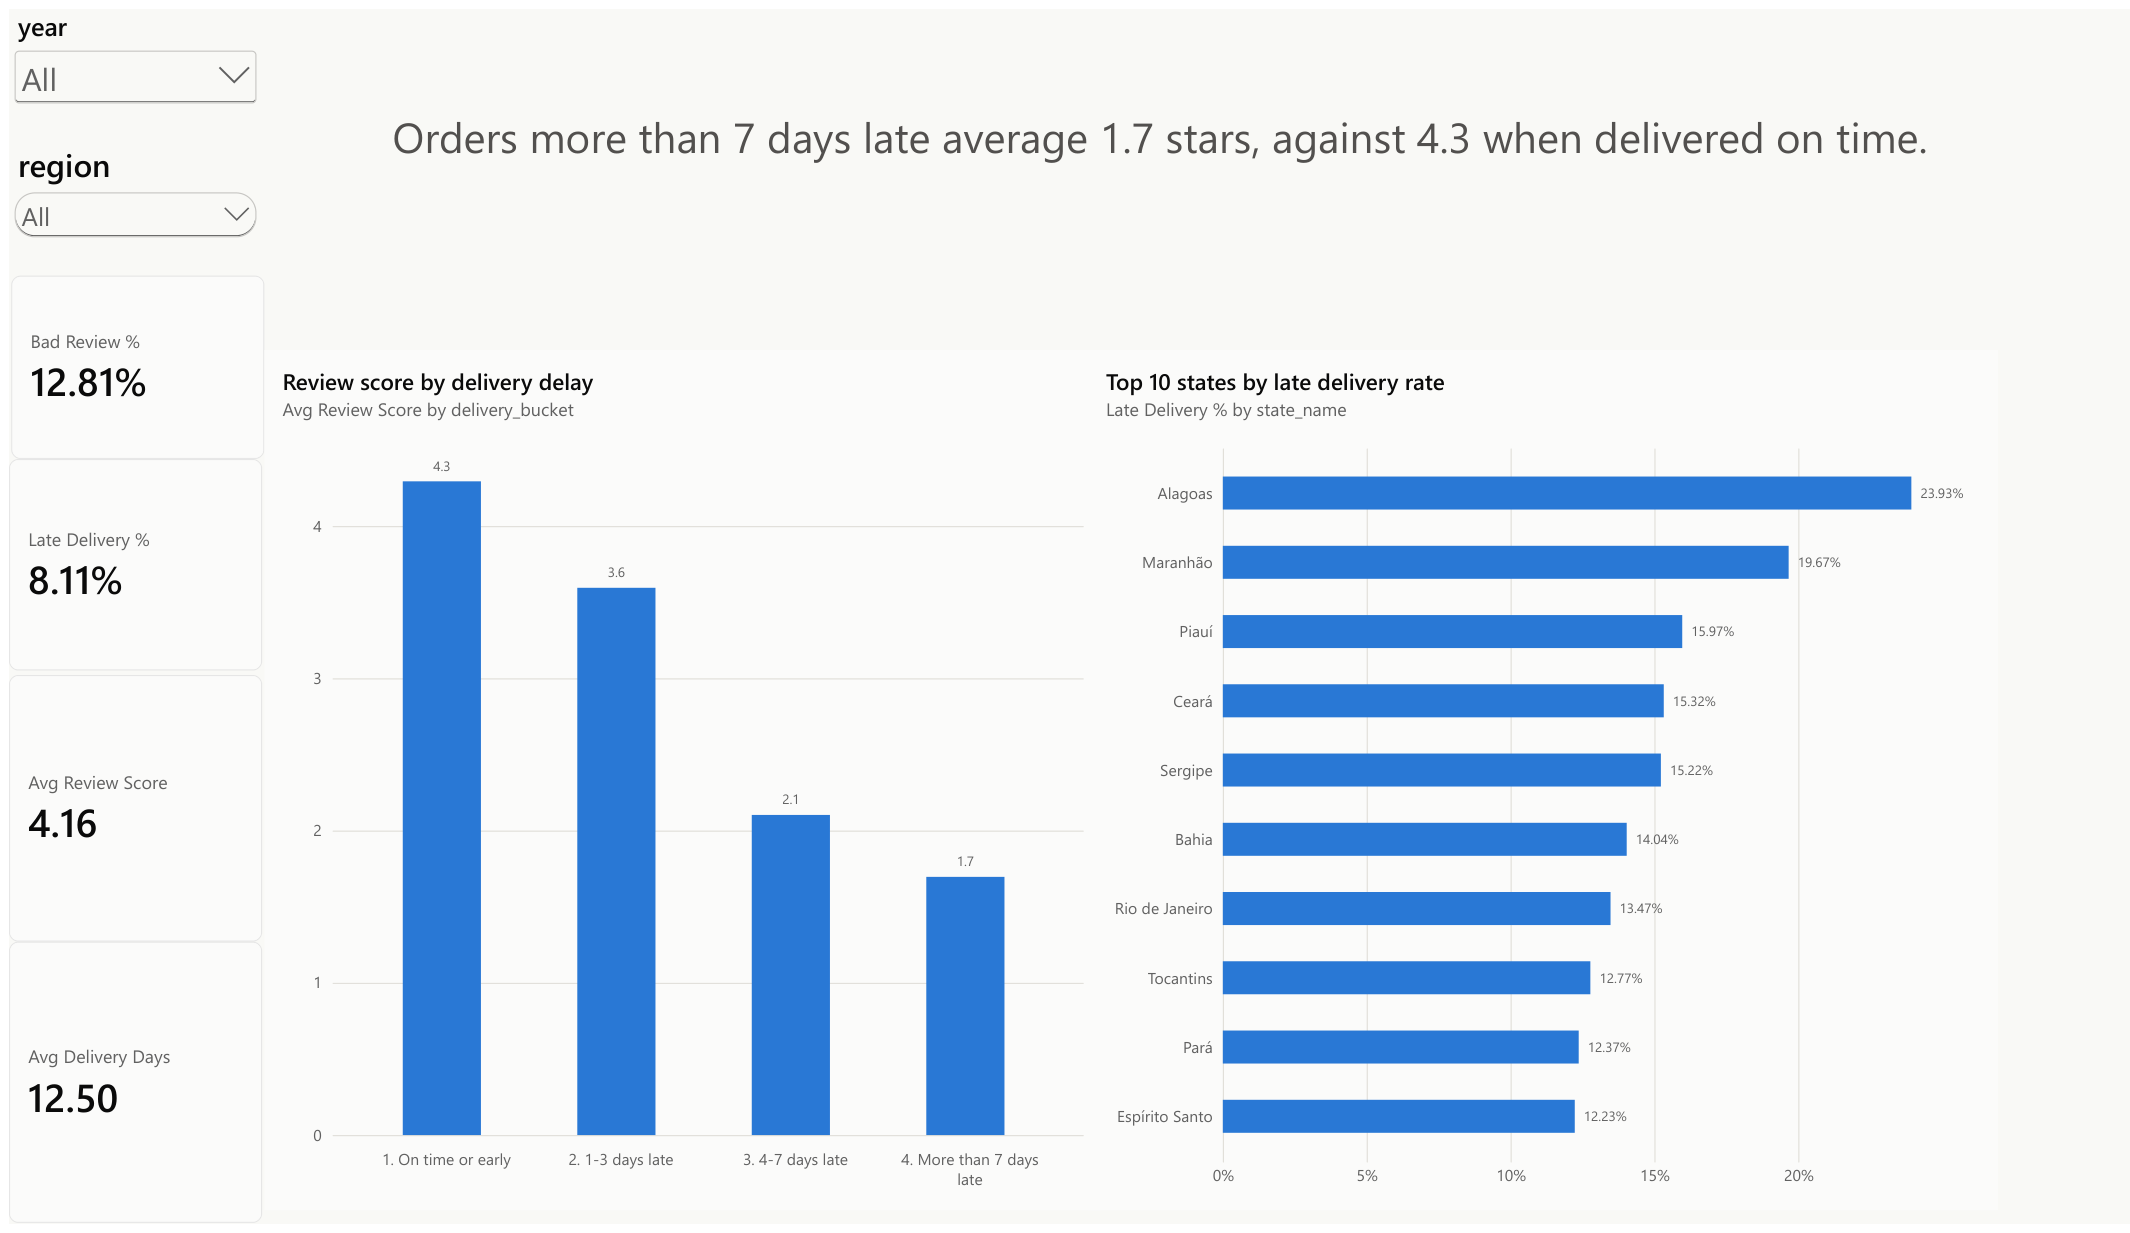 year
All
region
All
Orders more than 7 days late average 1.7 stars, against 4.3 when delivered on time.
Bad Review %
12.81%
Late Delivery %
8.11%
Avg Review Score
4.16
Avg Delivery Days
12.50
Review score by delivery delay
Avg Review Score by delivery_bucket
4
3
2
1
0
4.3
3.6
2.1
1.7
1. On time or early
2. 1-3 days late
3. 4-7 days late
4. More than 7 days
late
Top 10 states by late delivery rate
Late Delivery % by state_name
Alagoas 23.93%
Maranhão 19.67%
Piauí 15.97%
Ceará 15.32%
Sergipe 15.22%
Bahia 14.04%
Rio de Janeiro 13.47%
Tocantins 12.77%
Pará 12.37%
Espírito Santo 12.23%
0% 5% 10% 15% 20%